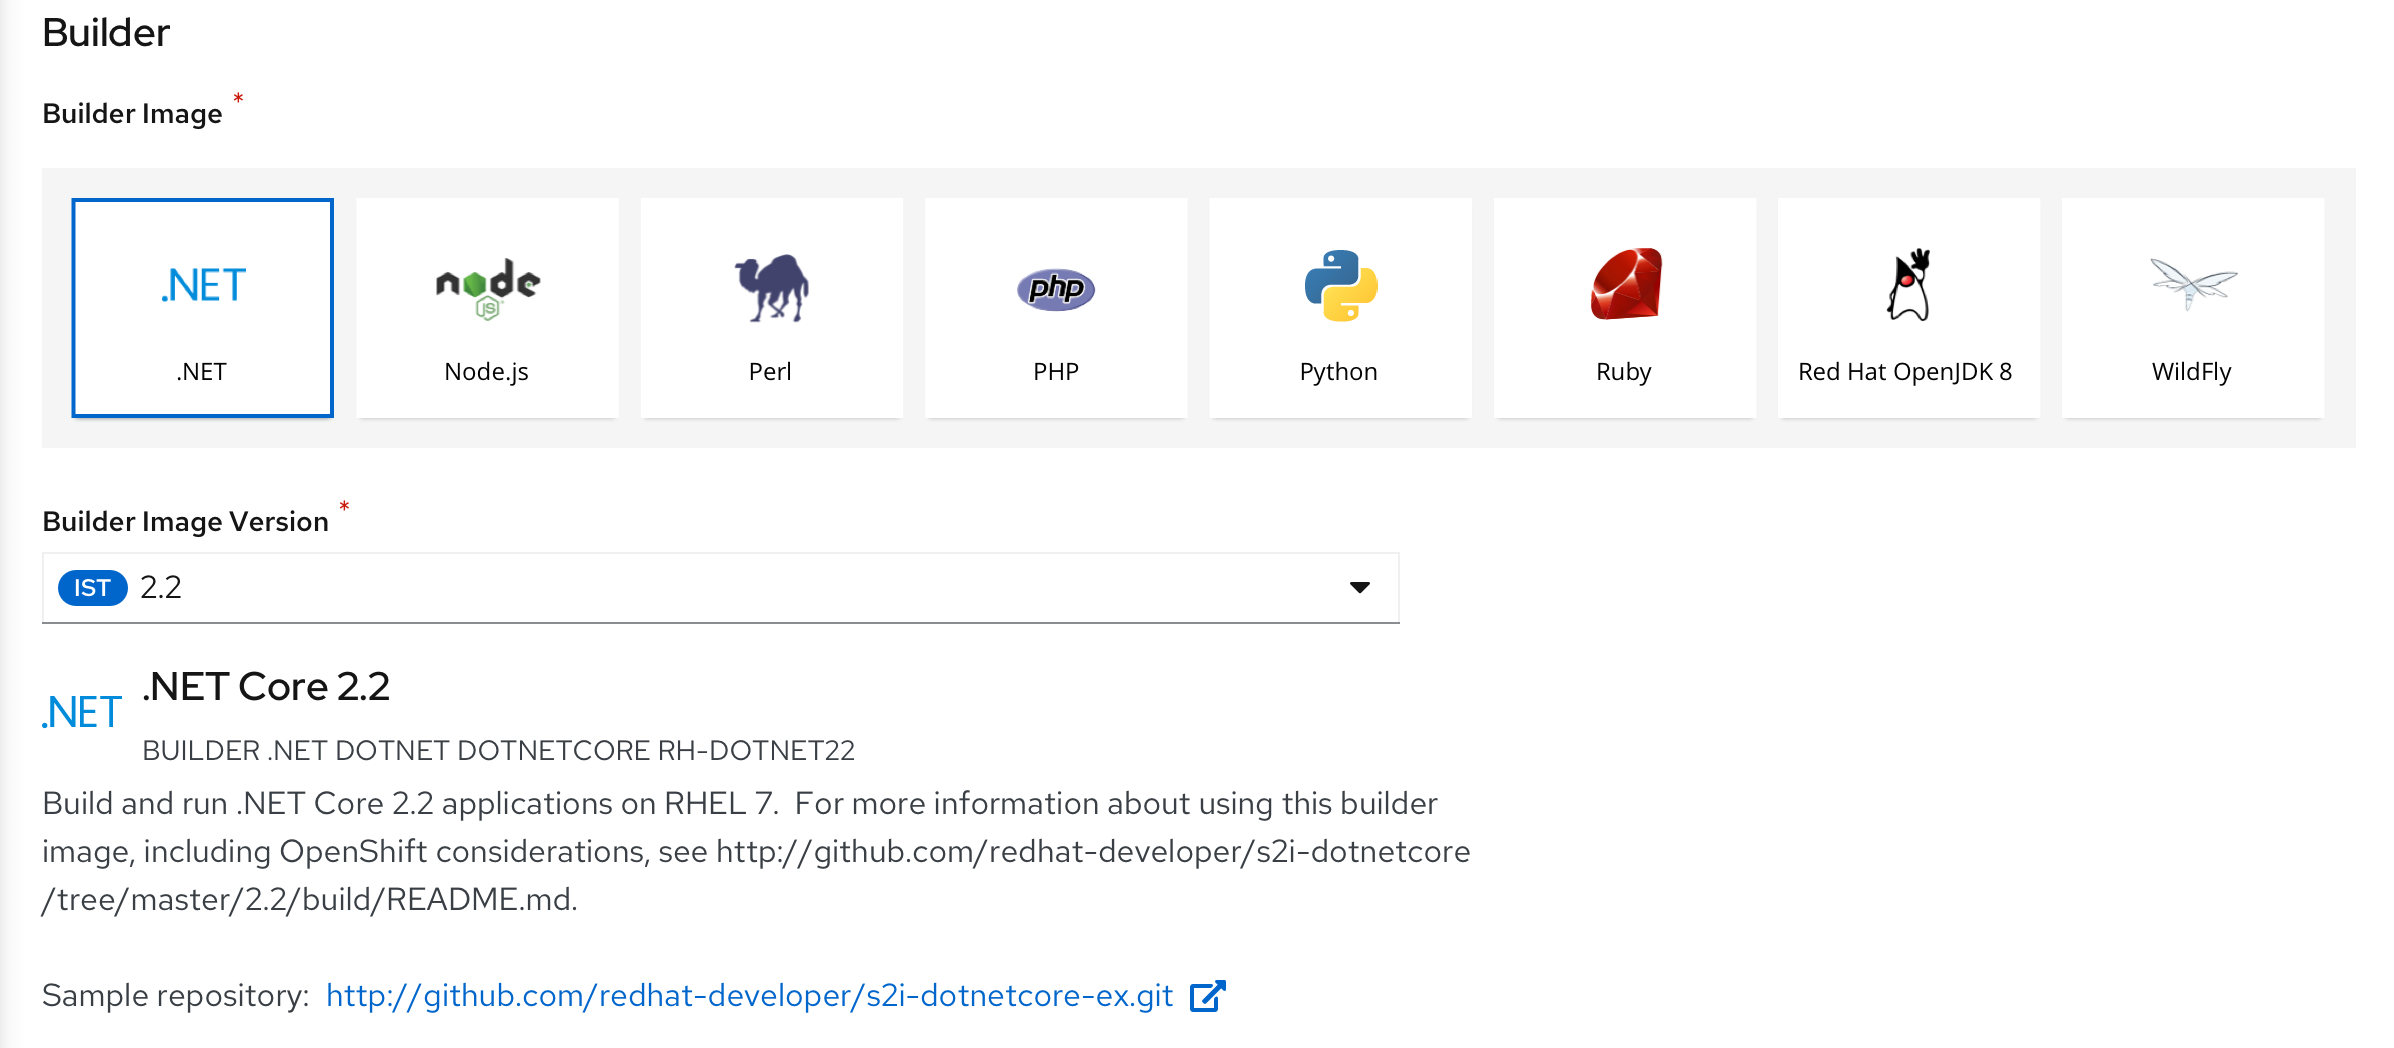 Builder
Builder Image *
.NET
node
JS
php
.NET
Node.js
Perl
PHP
Python
Ruby
Red Hat OpenJDK 8
WildFly
Builder Image Version *
IST 2.2
.NET
.NET Core 2.2
BUILDER .NET DOTNET DOTNETCORE RH-DOTNET22
Build and run .NET Core 2.2 applications on RHEL 7.  For more information about using this builder
image, including OpenShift considerations, see http://github.com/redhat-developer/s2i-dotnetcore
/tree/master/2.2/build/README.md.
Sample repository: http://github.com/redhat-developer/s2i-dotnetcore-ex.git